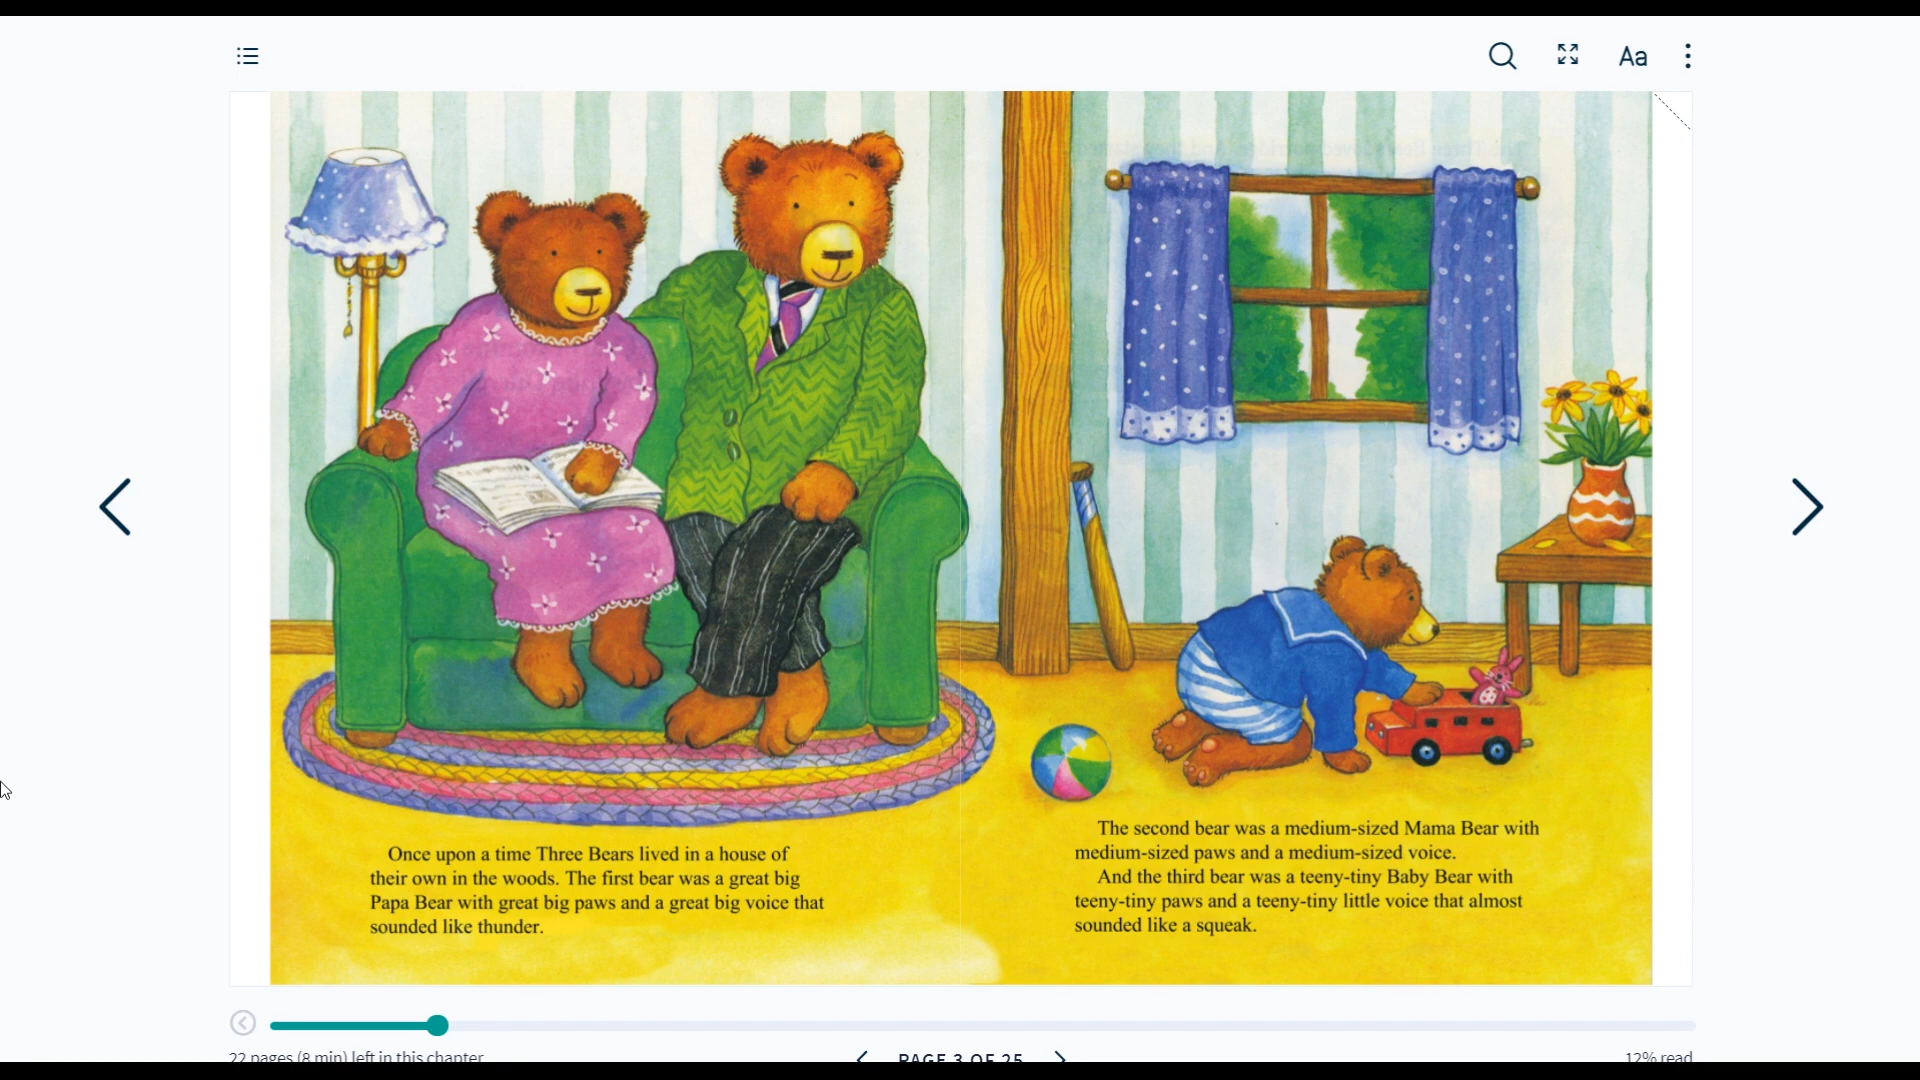 Aa
Once upon a time Three Bears lived in a house of
their own in the woods. The first bear was a great big
Papa Bear with great big paws and a great big voice that
sounded like thunder.
The second bear was a medium-sized Mama Bear with
medium-sized paws and a medium-sized voice.
And the third bear was a teeny-tiny Baby Bear with
teeny-tiny paws and a teeny-tiny little voice that almost
sounded like a squeak.
22 pages (8 min) left in this chapter
PAGE 3 OF 25
12% read